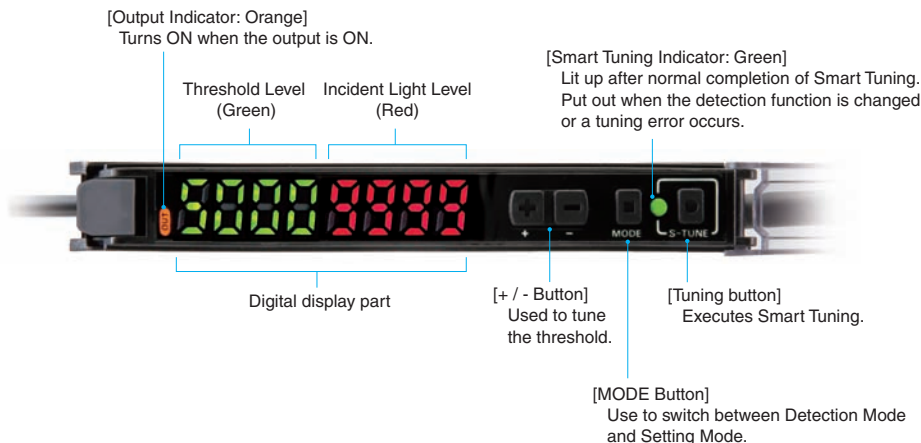 [Output Indicator: Orange]
Turns ON when the output is ON.
[Smart Tuning Indicator: Green]
Lit up after normal completion of Smart Tuning.
Put out when the detection function is changed
or a tuning error occurs.
Threshold Level
(Green)
Incident Light Level
(Red)
OUT
5000 9999
+ -
MODE
S-TUNE
Digital display part
[+ / - Button]
Used to tune
the threshold.
[Tuning button]
Executes Smart Tuning.
[MODE Button]
Use to switch between Detection Mode
and Setting Mode.